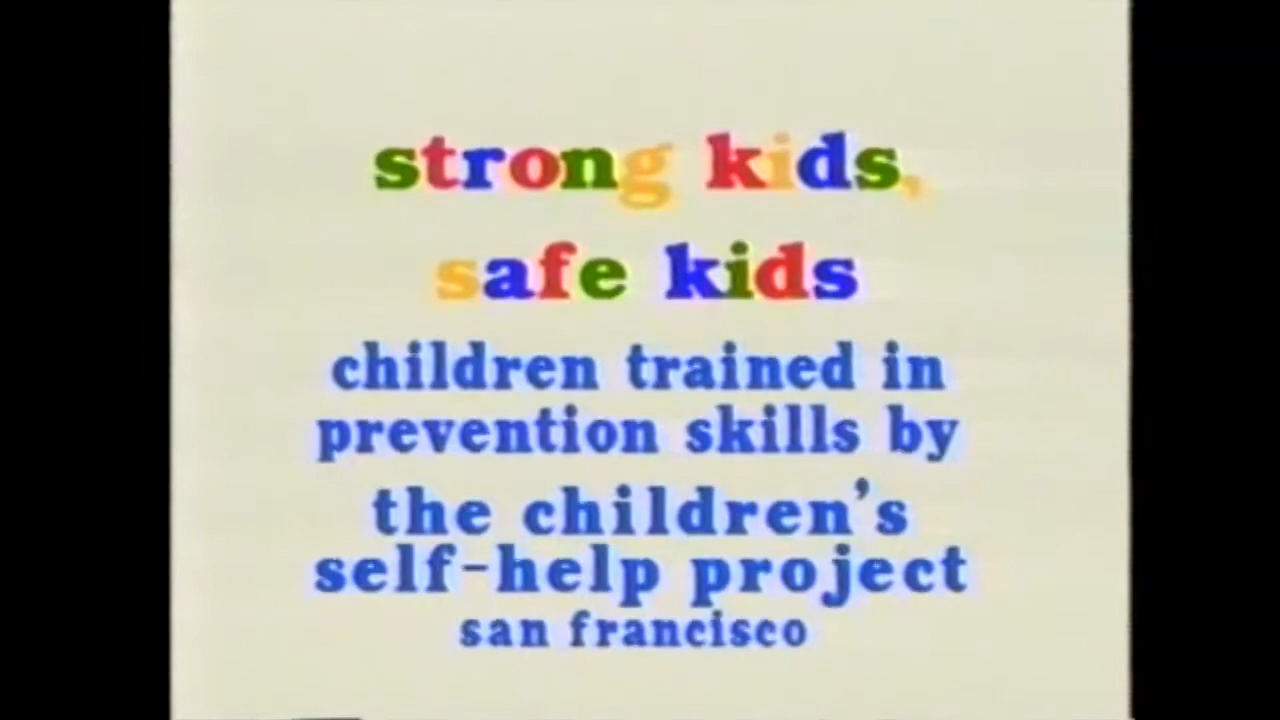 strong kids,
safe kids
children trained in
prevention skills by
the children's
self-help project
san francisco